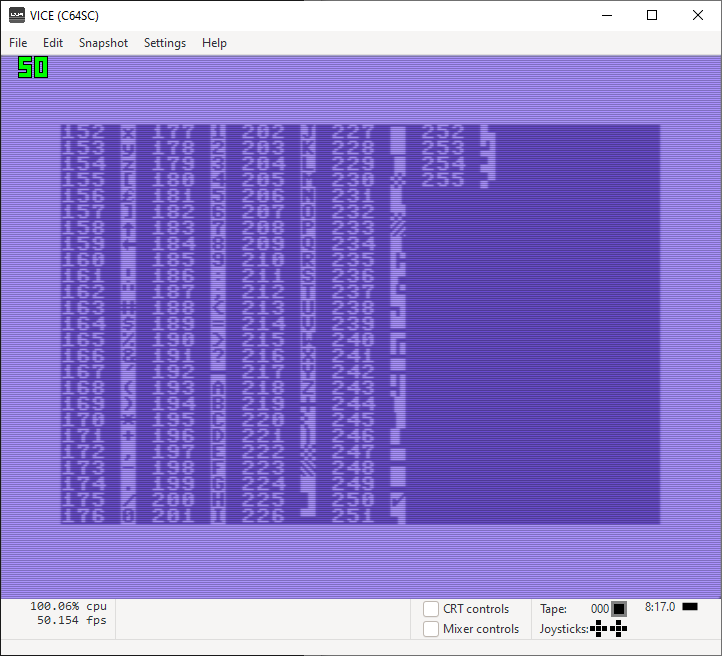 VICE (C64SC)
File Edit Snapshot Settings Help
50
152 x 177 1 202 J 227 252
153 y 178 2 203 K 228 253
154 z 179 3 204 L 229 254
155 [ 180 4 205 M 230 255
156 £ 181 5 206 N 231
157 ] 182 6 207 O 232
158 ↑ 183 7 208 P 233
159 ← 184 8 209 Q 234
160 185 9 210 R 235
161 ! 186 : 211 S 236
162 " 187 ; 212 T 237
163 # 188 < 213 U 238
164 $ 189 = 214 V 239
165 % 190 > 215 W 240
166 & 191 ? 216 X 241
167 ' 192 ─ 217 Y 242
168 ( 193 A 218 Z 243
169 ) 194 B 219 244
170 * 195 C 220 245
171 + 196 D 221 246
172 , 197 E 222 247
173 - 198 F 223 248
174 . 199 G 224 249
175 / 200 H 225 250 ✓
176 0 201 I 226 251
100.06% cpu
50.154 fps
CRT controls
Mixer controls
Tape: 000
Joysticks:
8:17.0